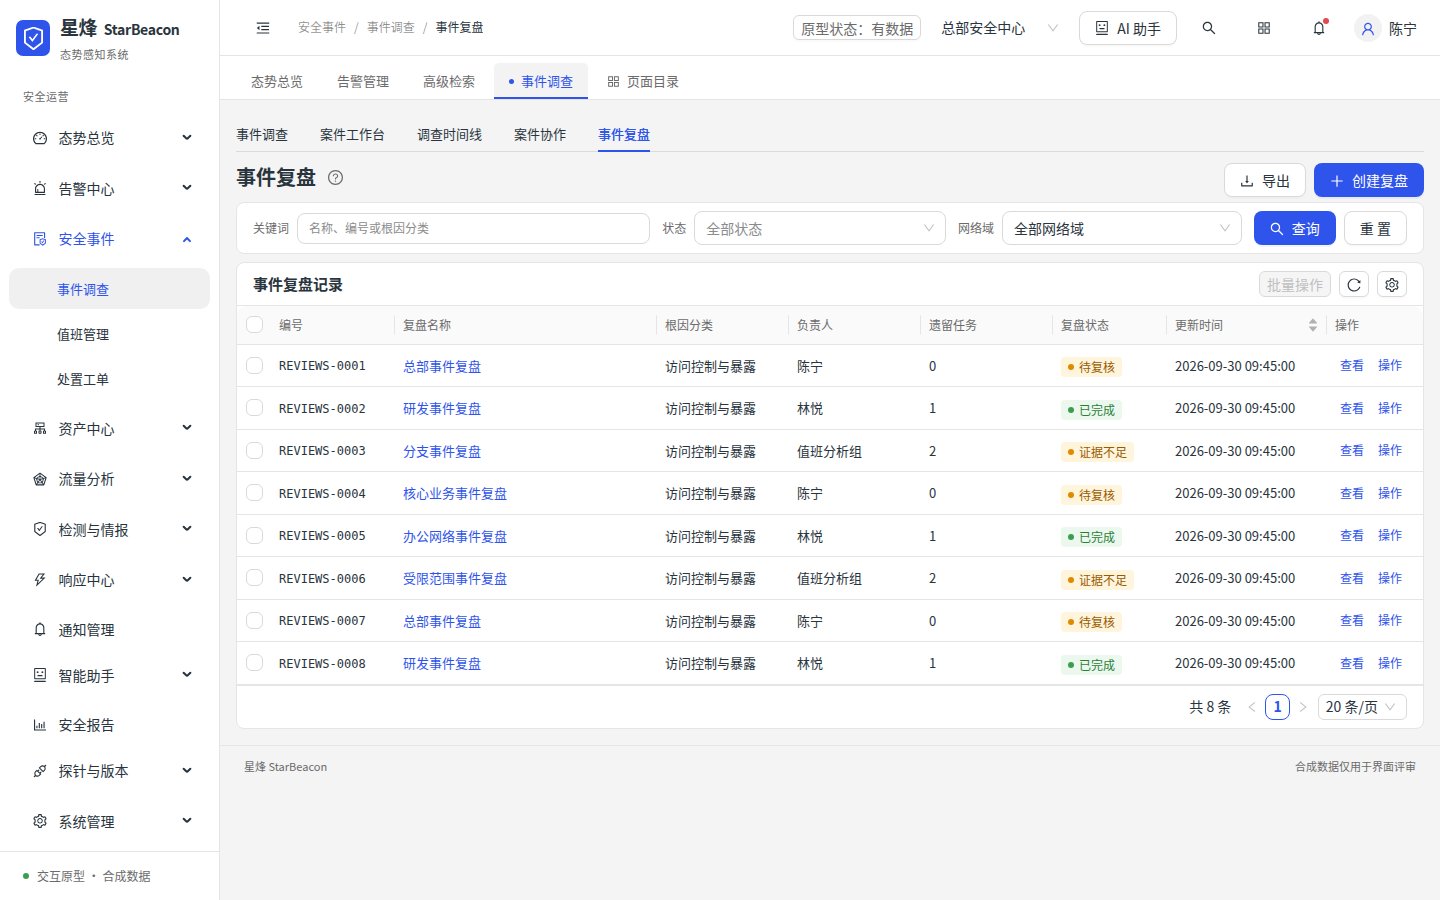 星烽 StarBeacon
态势感知系统
安全运营
态势总览
告警中心
安全事件
事件调查
值班管理
处置工单
资产中心
流量分析
检测与情报
响应中心
通知管理
智能助手
安全报告
探针与版本
系统管理
交互原型 · 合成数据
安全事件 / 事件调查 / 事件复盘
原型状态：有数据
总部安全中心
AI 助手
陈宁
态势总览 告警管理 高级检索 事件调查 页面目录
事件调查 案件工作台 调查时间线 案件协作 事件复盘
事件复盘
导出
创建复盘
关键词 名称、编号或根因分类 状态 全部状态 网络域 全部网络域 查询 重 置
事件复盘记录
批量操作
编号 复盘名称 根因分类 负责人 遗留任务 复盘状态 更新时间 操作
REVIEWS-0001 总部事件复盘 访问控制与暴露 陈宁 0 待复核 2026-09-30 09:45:00 查看 操作
REVIEWS-0002 研发事件复盘 访问控制与暴露 林悦 1 已完成 2026-09-30 09:45:00 查看 操作
REVIEWS-0003 分支事件复盘 访问控制与暴露 值班分析组 2 证据不足 2026-09-30 09:45:00 查看 操作
REVIEWS-0004 核心业务事件复盘 访问控制与暴露 陈宁 0 待复核 2026-09-30 09:45:00 查看 操作
REVIEWS-0005 办公网络事件复盘 访问控制与暴露 林悦 1 已完成 2026-09-30 09:45:00 查看 操作
REVIEWS-0006 受限范围事件复盘 访问控制与暴露 值班分析组 2 证据不足 2026-09-30 09:45:00 查看 操作
REVIEWS-0007 总部事件复盘 访问控制与暴露 陈宁 0 待复核 2026-09-30 09:45:00 查看 操作
REVIEWS-0008 研发事件复盘 访问控制与暴露 林悦 1 已完成 2026-09-30 09:45:00 查看 操作
共 8 条 1 20 条/页
星烽 StarBeacon
合成数据仅用于界面评审